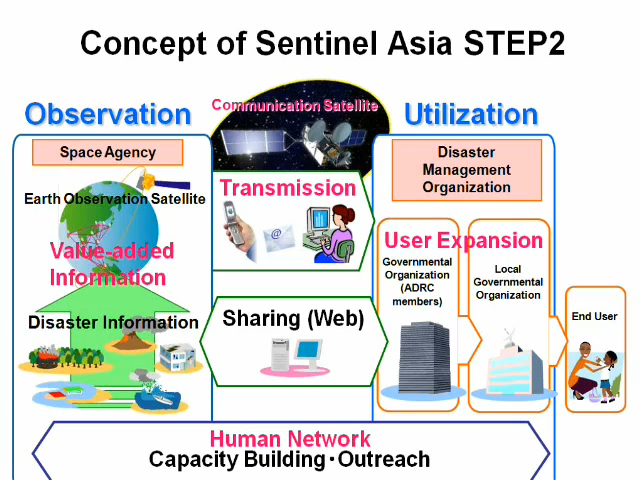 Concept of Sentinel Asia STEP2
Observation
Communication Satellite
Utilization
Space Agency
Earth Observation Satellite
Value-added
Information
Disaster Information
Transmission
Sharing (Web)
Disaster
Management
Organization
User Expansion
Governmental
Organization
(ADRC
members)
Local
Governmental
Organization
End User
Human Network
Capacity Building・Outreach